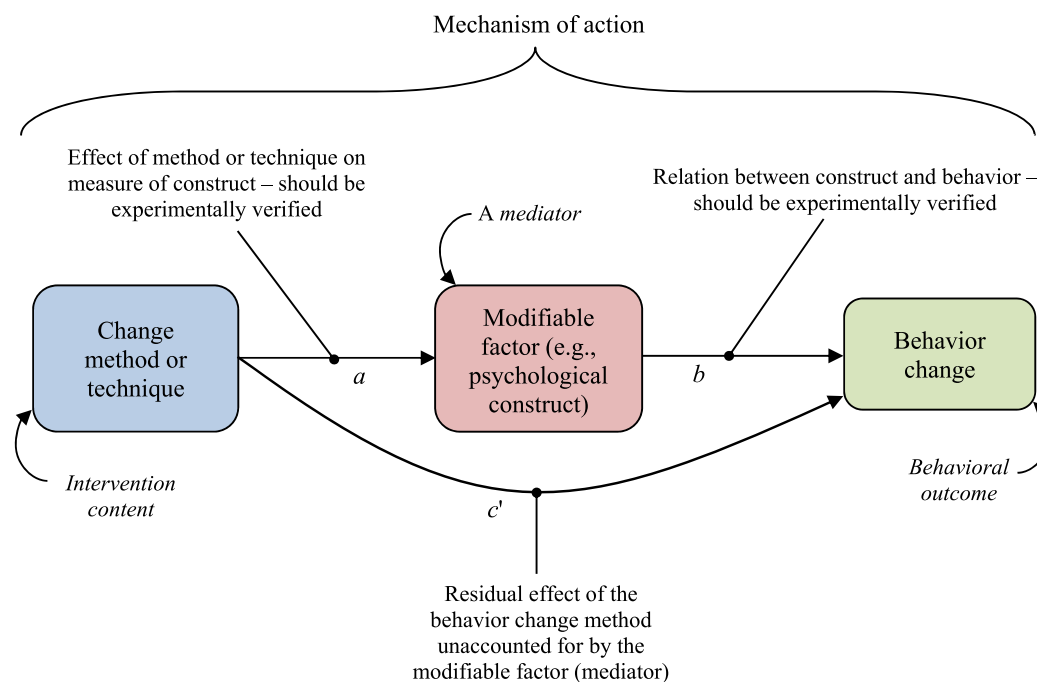 Mechanism of action
Effect of method or technique on
measure of construct – should be
experimentally verified
Relation between construct and behavior –
should be experimentally verified
A mediator
Change
method or
technique
Modifiable
factor (e.g.,
psychological
construct)
Behavior
change
a
b
Intervention
content
Behavioral
outcome
c'
Residual effect of the
behavior change method
unaccounted for by the
modifiable factor (mediator)